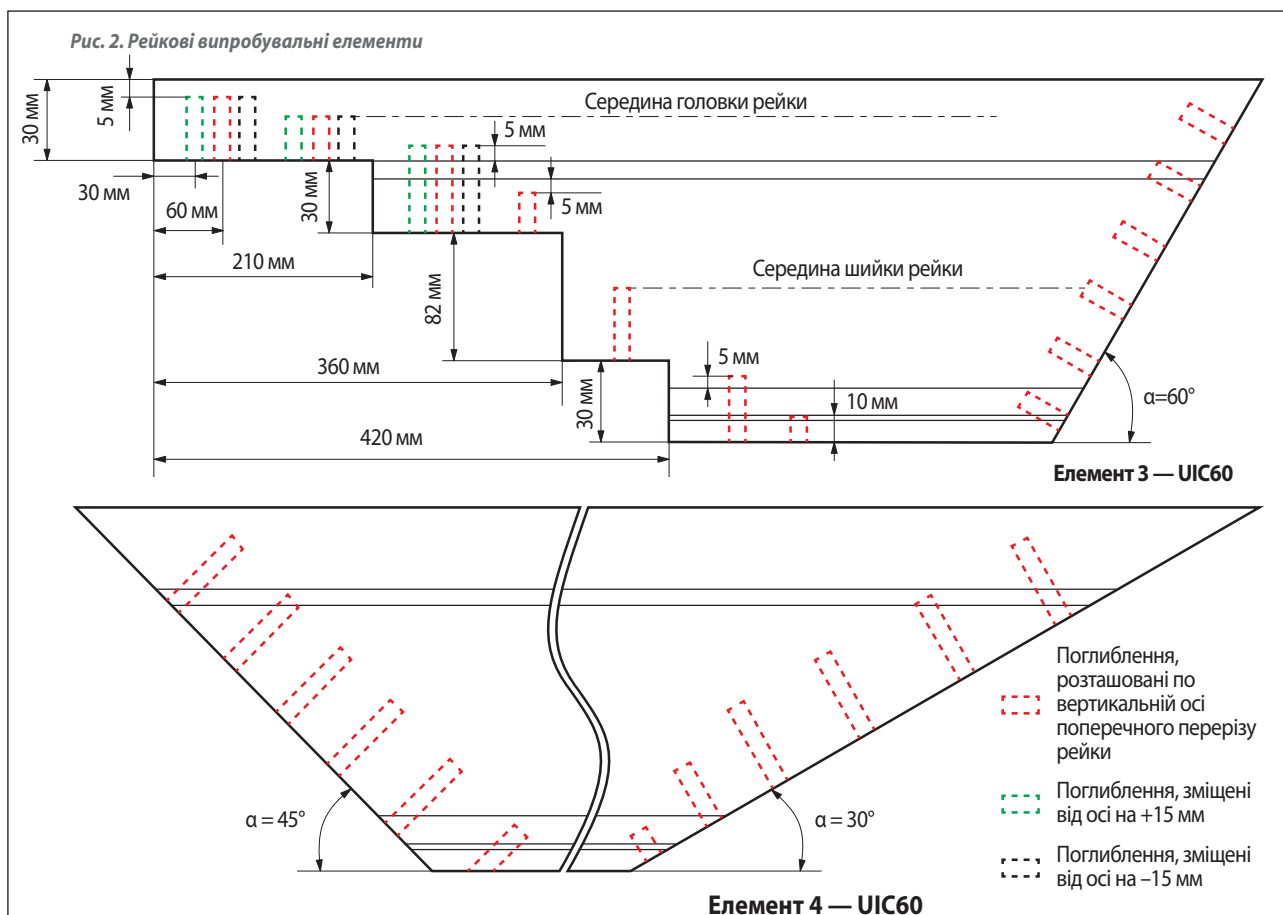 Рис. 2. Рейкові випробувальні елементи
30 мм
5 мм
Середина головки рейки
5 мм
30 мм
60 мм
30 мм
5 мм
210 мм
82 мм
Середина шийки рейки
360 мм
5 мм
30 мм
10 мм
α=60°
420 мм
Елемент 3 — UIC60
α = 45°
α = 30°
Поглиблення,
розташовані по
вертикальній осі
поперечного перерізу
рейки
Поглиблення, зміщені
від осі на +15 мм
Поглиблення, зміщені
від осі на –15 мм
Елемент 4 — UIC60